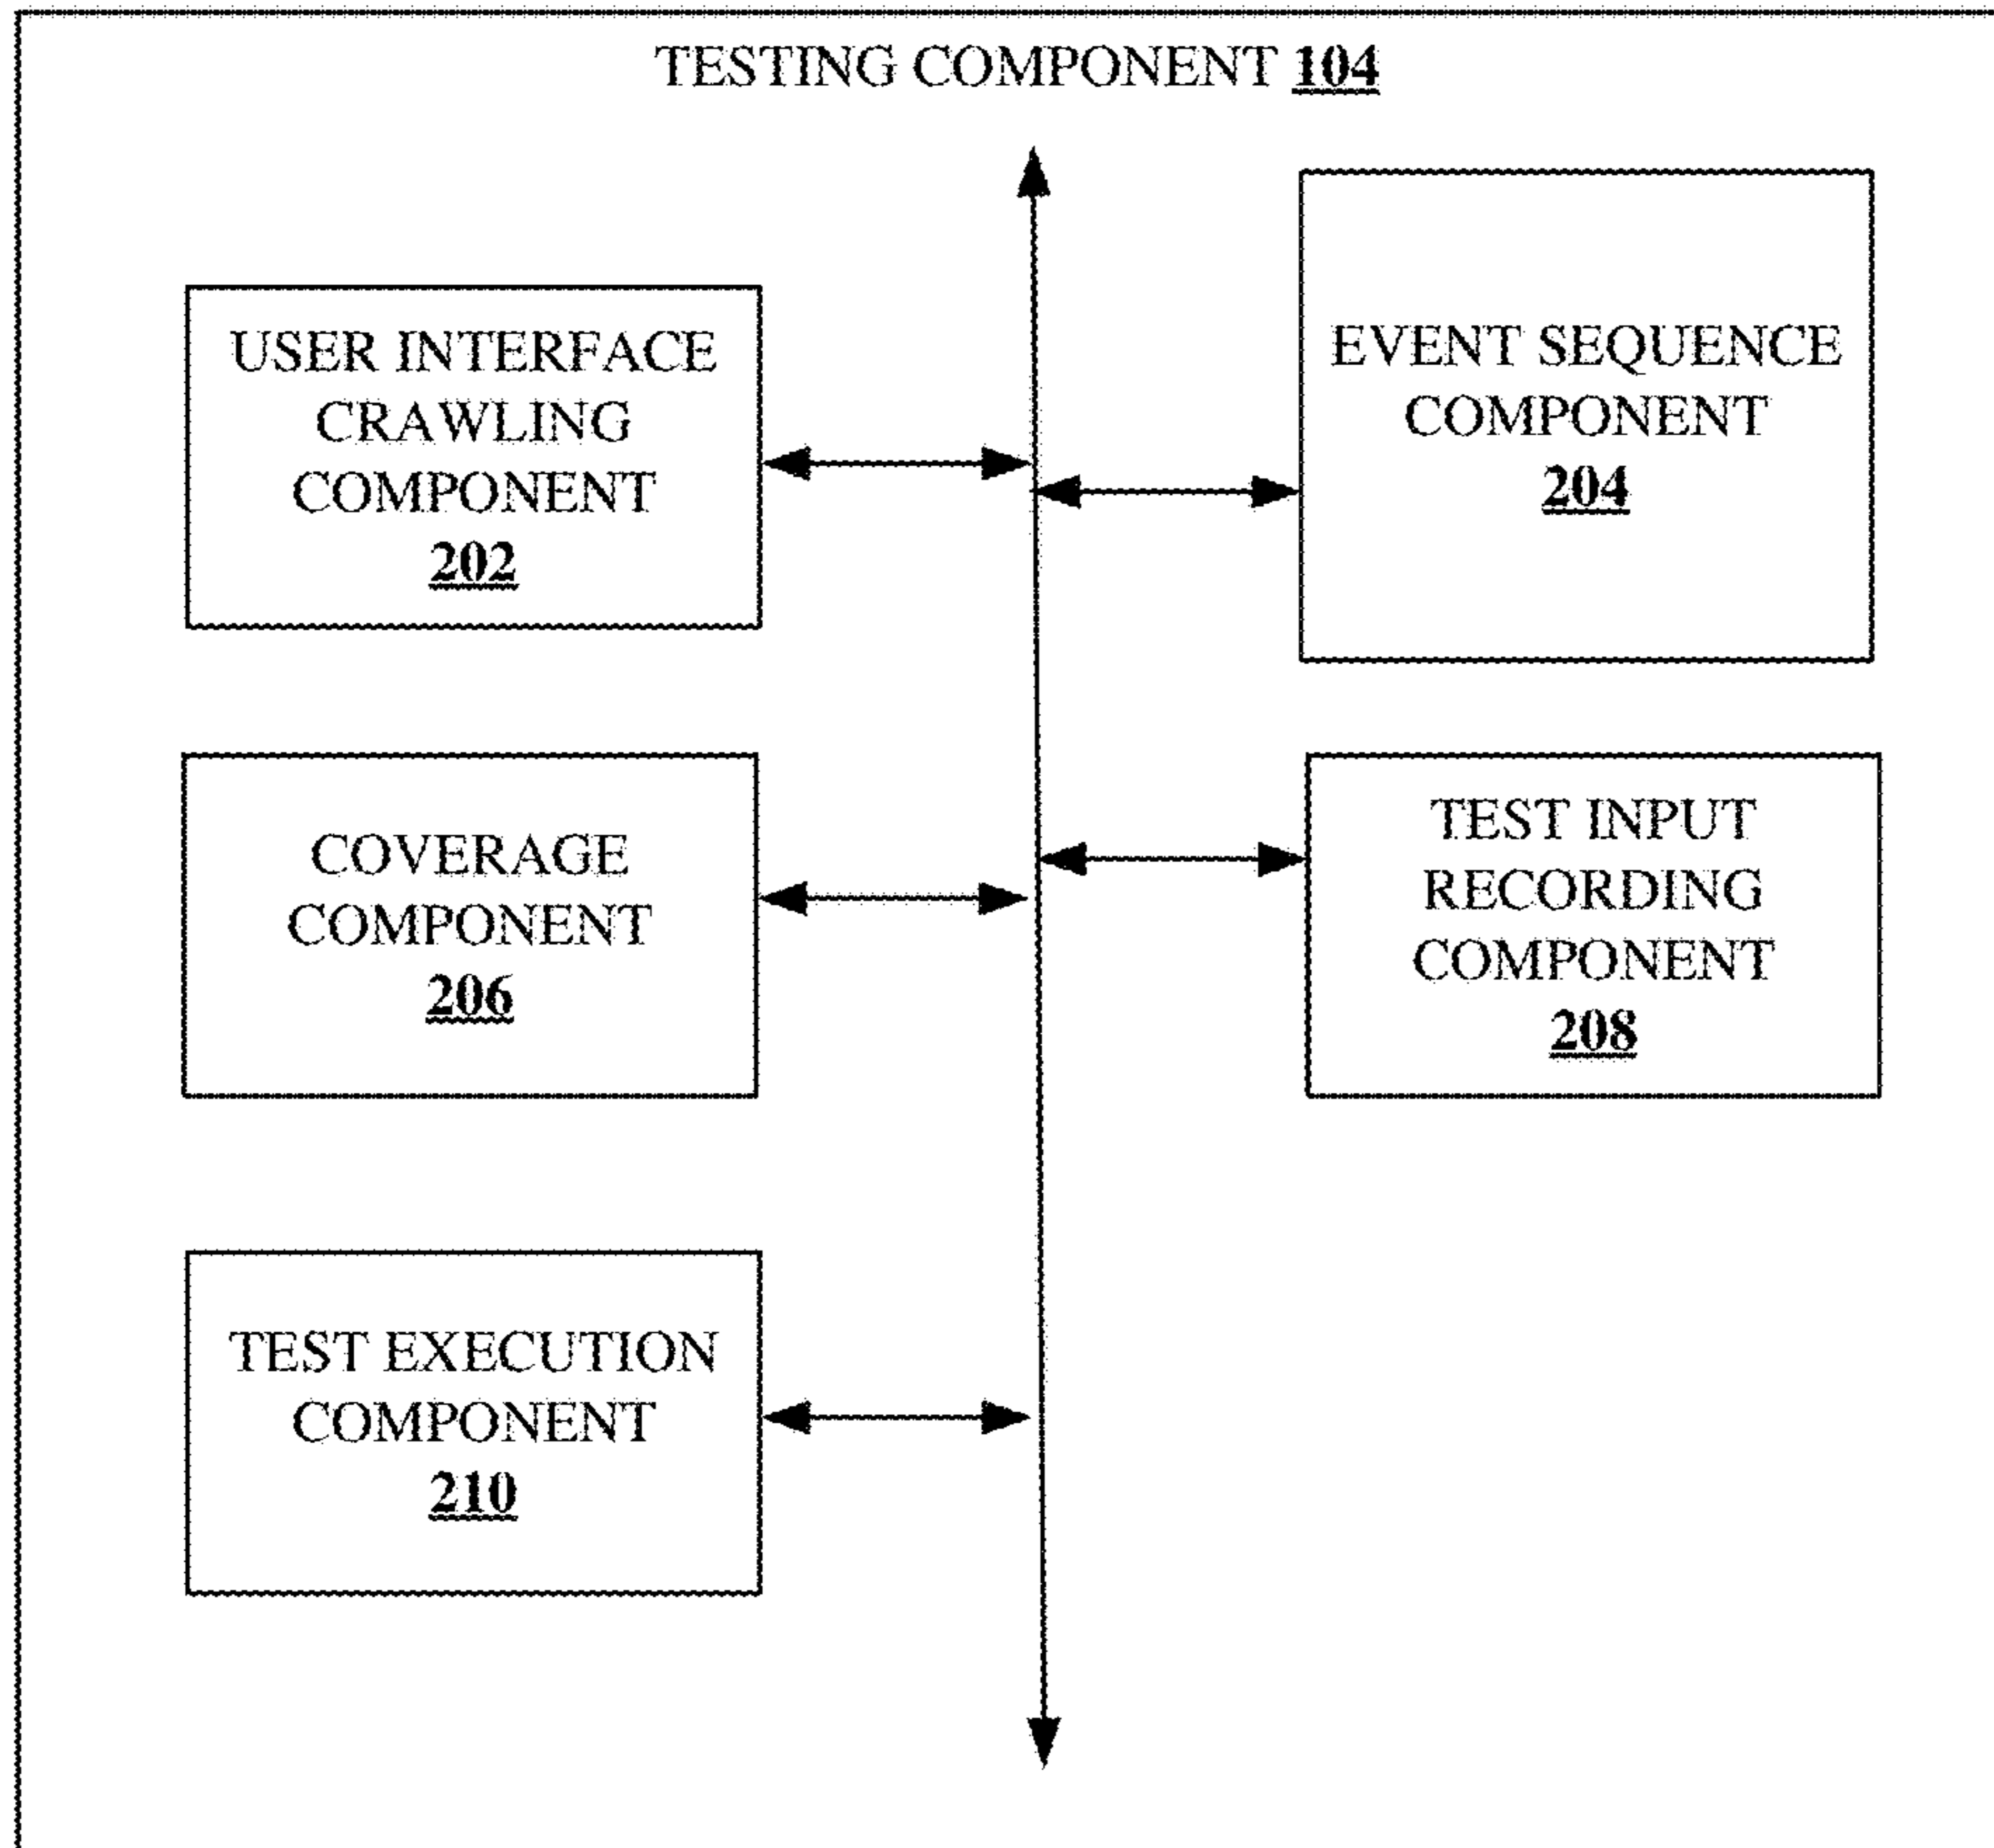 TESTING COMPONENT 104
USER INTERFACE
CRAWLING
COMPONENT
202
EVENT SEQUENCE
COMPONENT
204
COVERAGE
COMPONENT
206
TEST INPUT
RECORDING
COMPONENT
208
TEST EXECUTION
COMPONENT
210